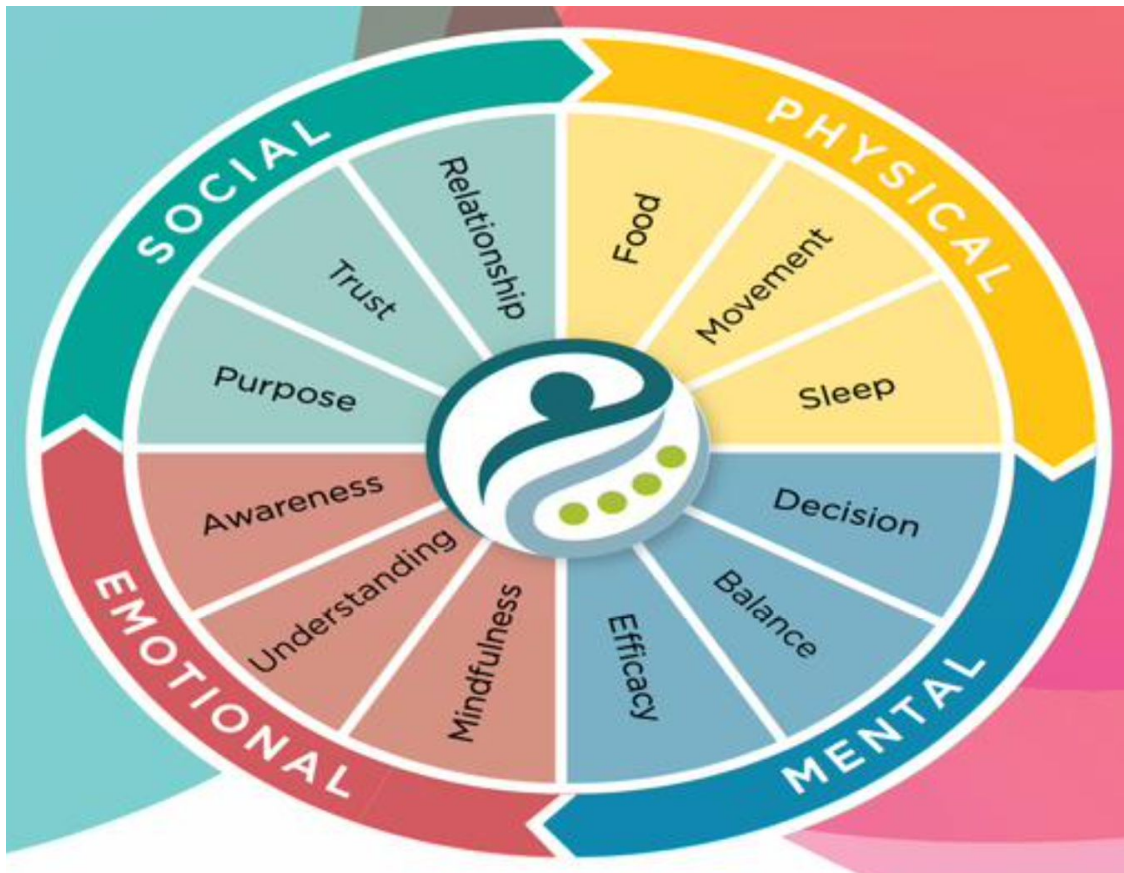 SOCIAL
PHYSICAL
MENTAL
EMOTIONAL
Relationship
Trust
Purpose
Food
Movement
Sleep
Decision
Balance
Efficacy
Mindfulness
Understanding
Awareness